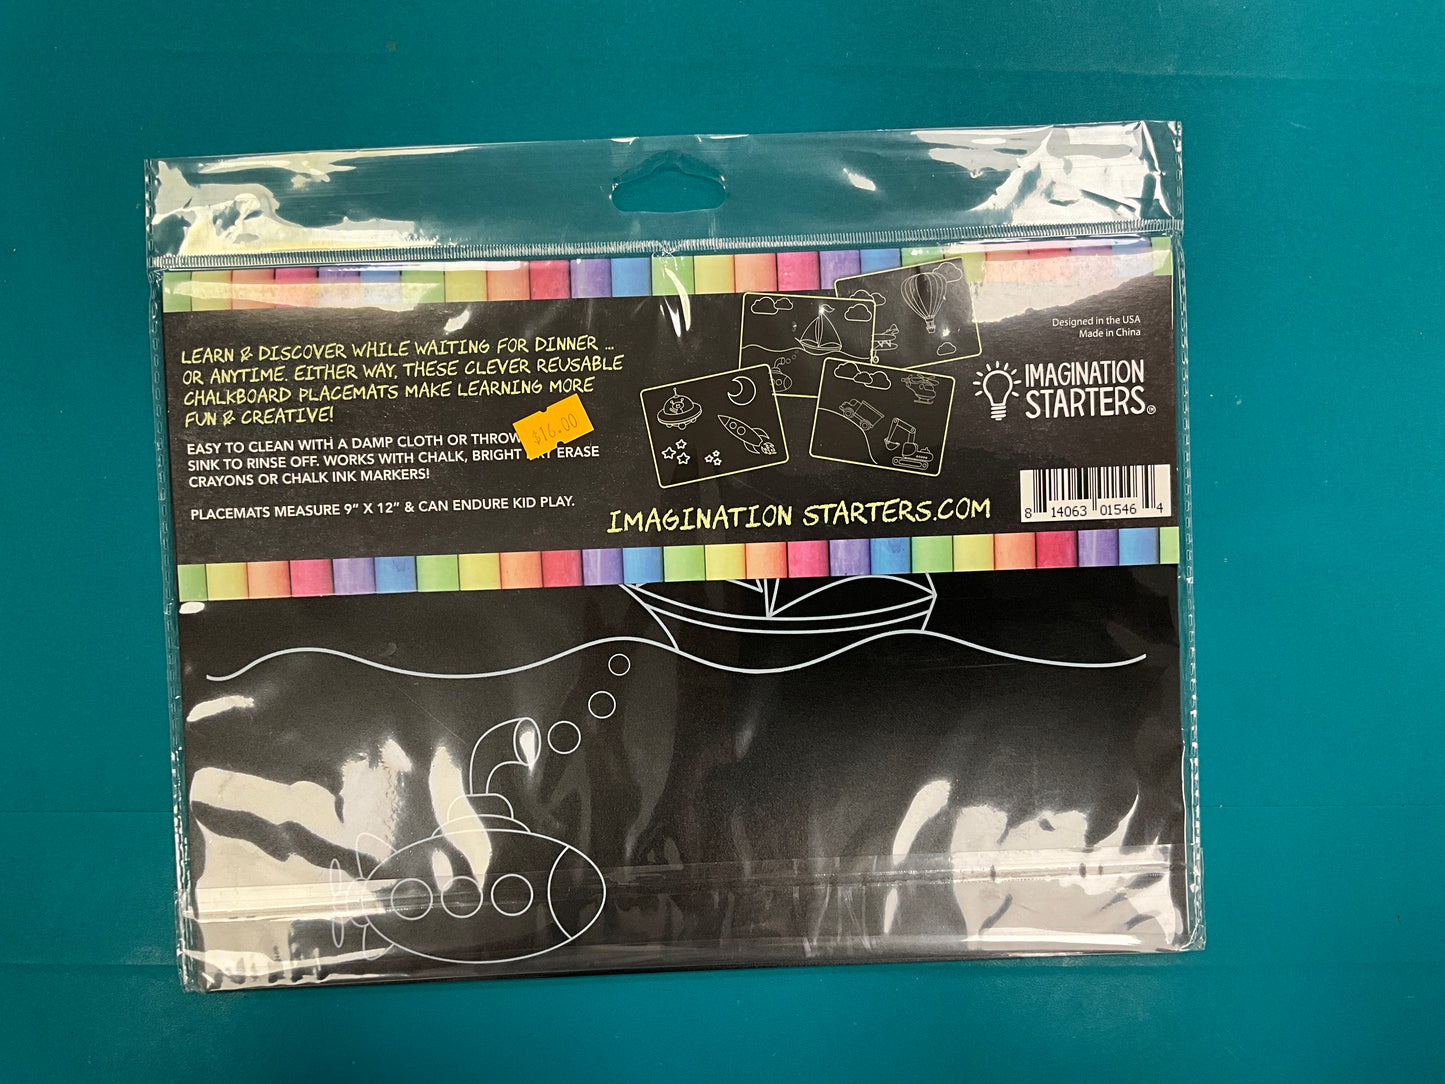 LEARN & DISCOVER WHILE WAITING FOR DINNER ...
OR ANYTIME. EITHER WAY, THESE CLEVER REUSABLE
CHALKBOARD PLACEMATS MAKE LEARNING MORE
FUN & CREATIVE!
$16.00
EASY TO CLEAN WITH A DAMP CLOTH OR THROW
SINK TO RINSE OFF. WORKS WITH CHALK, BRIGHT ERASE
CRAYONS OR CHALK INK MARKERS!
PLACEMATS MEASURE 9” X 12” & CAN ENDURE KID PLAY.
IMAGINATION STARTERS.COM
Designed in the USA
Made in China
IMAGINATION
STARTERS
8 14063 01546 4